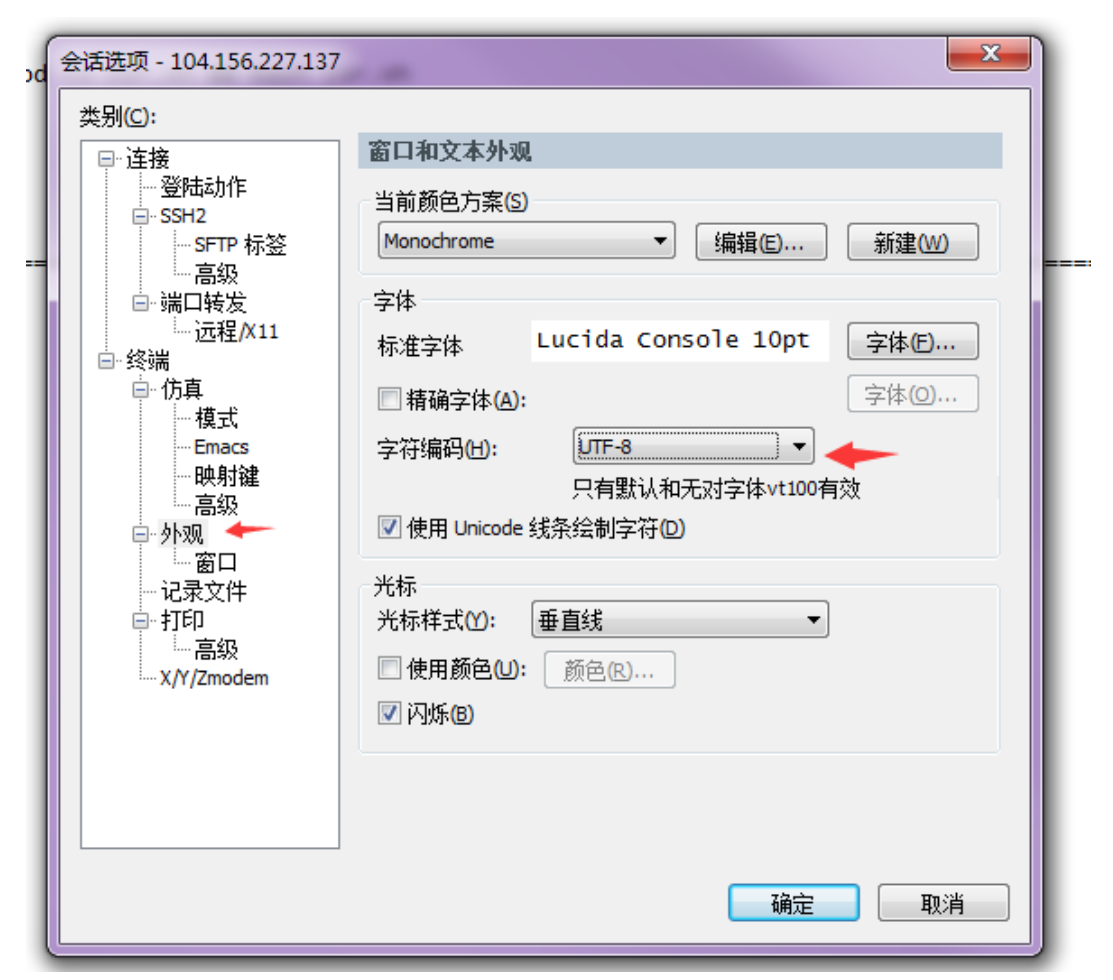 会话选项 - 104.156.227.137
类别(C):
连接
登陆动作
SSH2
SFTP 标签
高级
端口转发
远程/X11
终端
仿真
模式
Emacs
映射键
高级
外观
窗口
记录文件
打印
高级
X/Y/Zmodem
窗口和文本外观
当前颜色方案(S)
Monochrome
编辑(E)...
新建(W)
字体
标准字体
Lucida Console 10pt
字体(F)...
精确字体(A):
字体(O)...
字符编码(H):
UTF-8
只有默认和无对字体vt100有效
使用 Unicode 线条绘制字符(D)
光标
光标样式(Y):
垂直线
使用颜色(U):
颜色(R)...
闪烁(B)
确定
取消